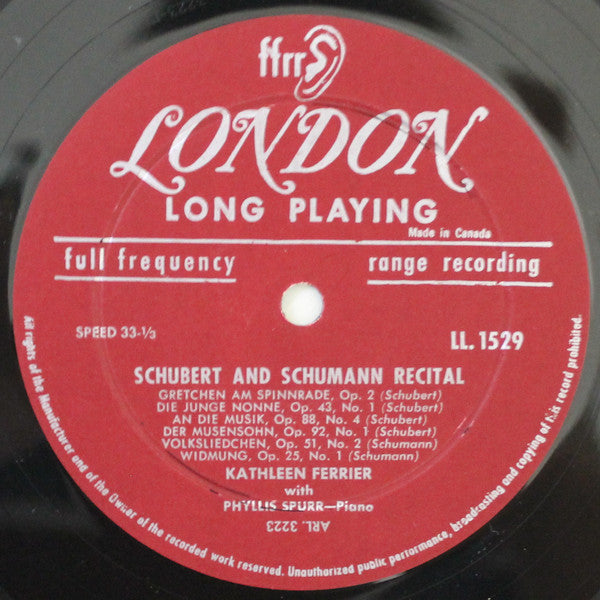 ffrr
LONDON
LONG PLAYING
Made in Canada
full frequency range recording
SPEED 33-1/3
LL.1529
SCHUBERT AND SCHUMANN RECITAL
GRETCHEN AM SPINNRADE, Op. 2 (Schubert)
DIE JUNGE NONNE, Op. 43, No. 1 (Schubert)
AN DIE MUSIK, Op. 88, No. 4 (Schubert)
DER MUSENSOHN, Op. 92, No. 1 (Schubert)
VOLKSLIEDCHEN, Op. 51, No. 2 (Schumann)
WIDMUNG, Op. 25, No. 1 (Schumann)
KATHLEEN FERRIER
with
PHYLLIS SPURR—Piano
ARL. 3223
All rights of the Manufacturer and of the Owner of the recorded work reserved. Unauthorized public performance, broadcasting and copying of this record prohibited.